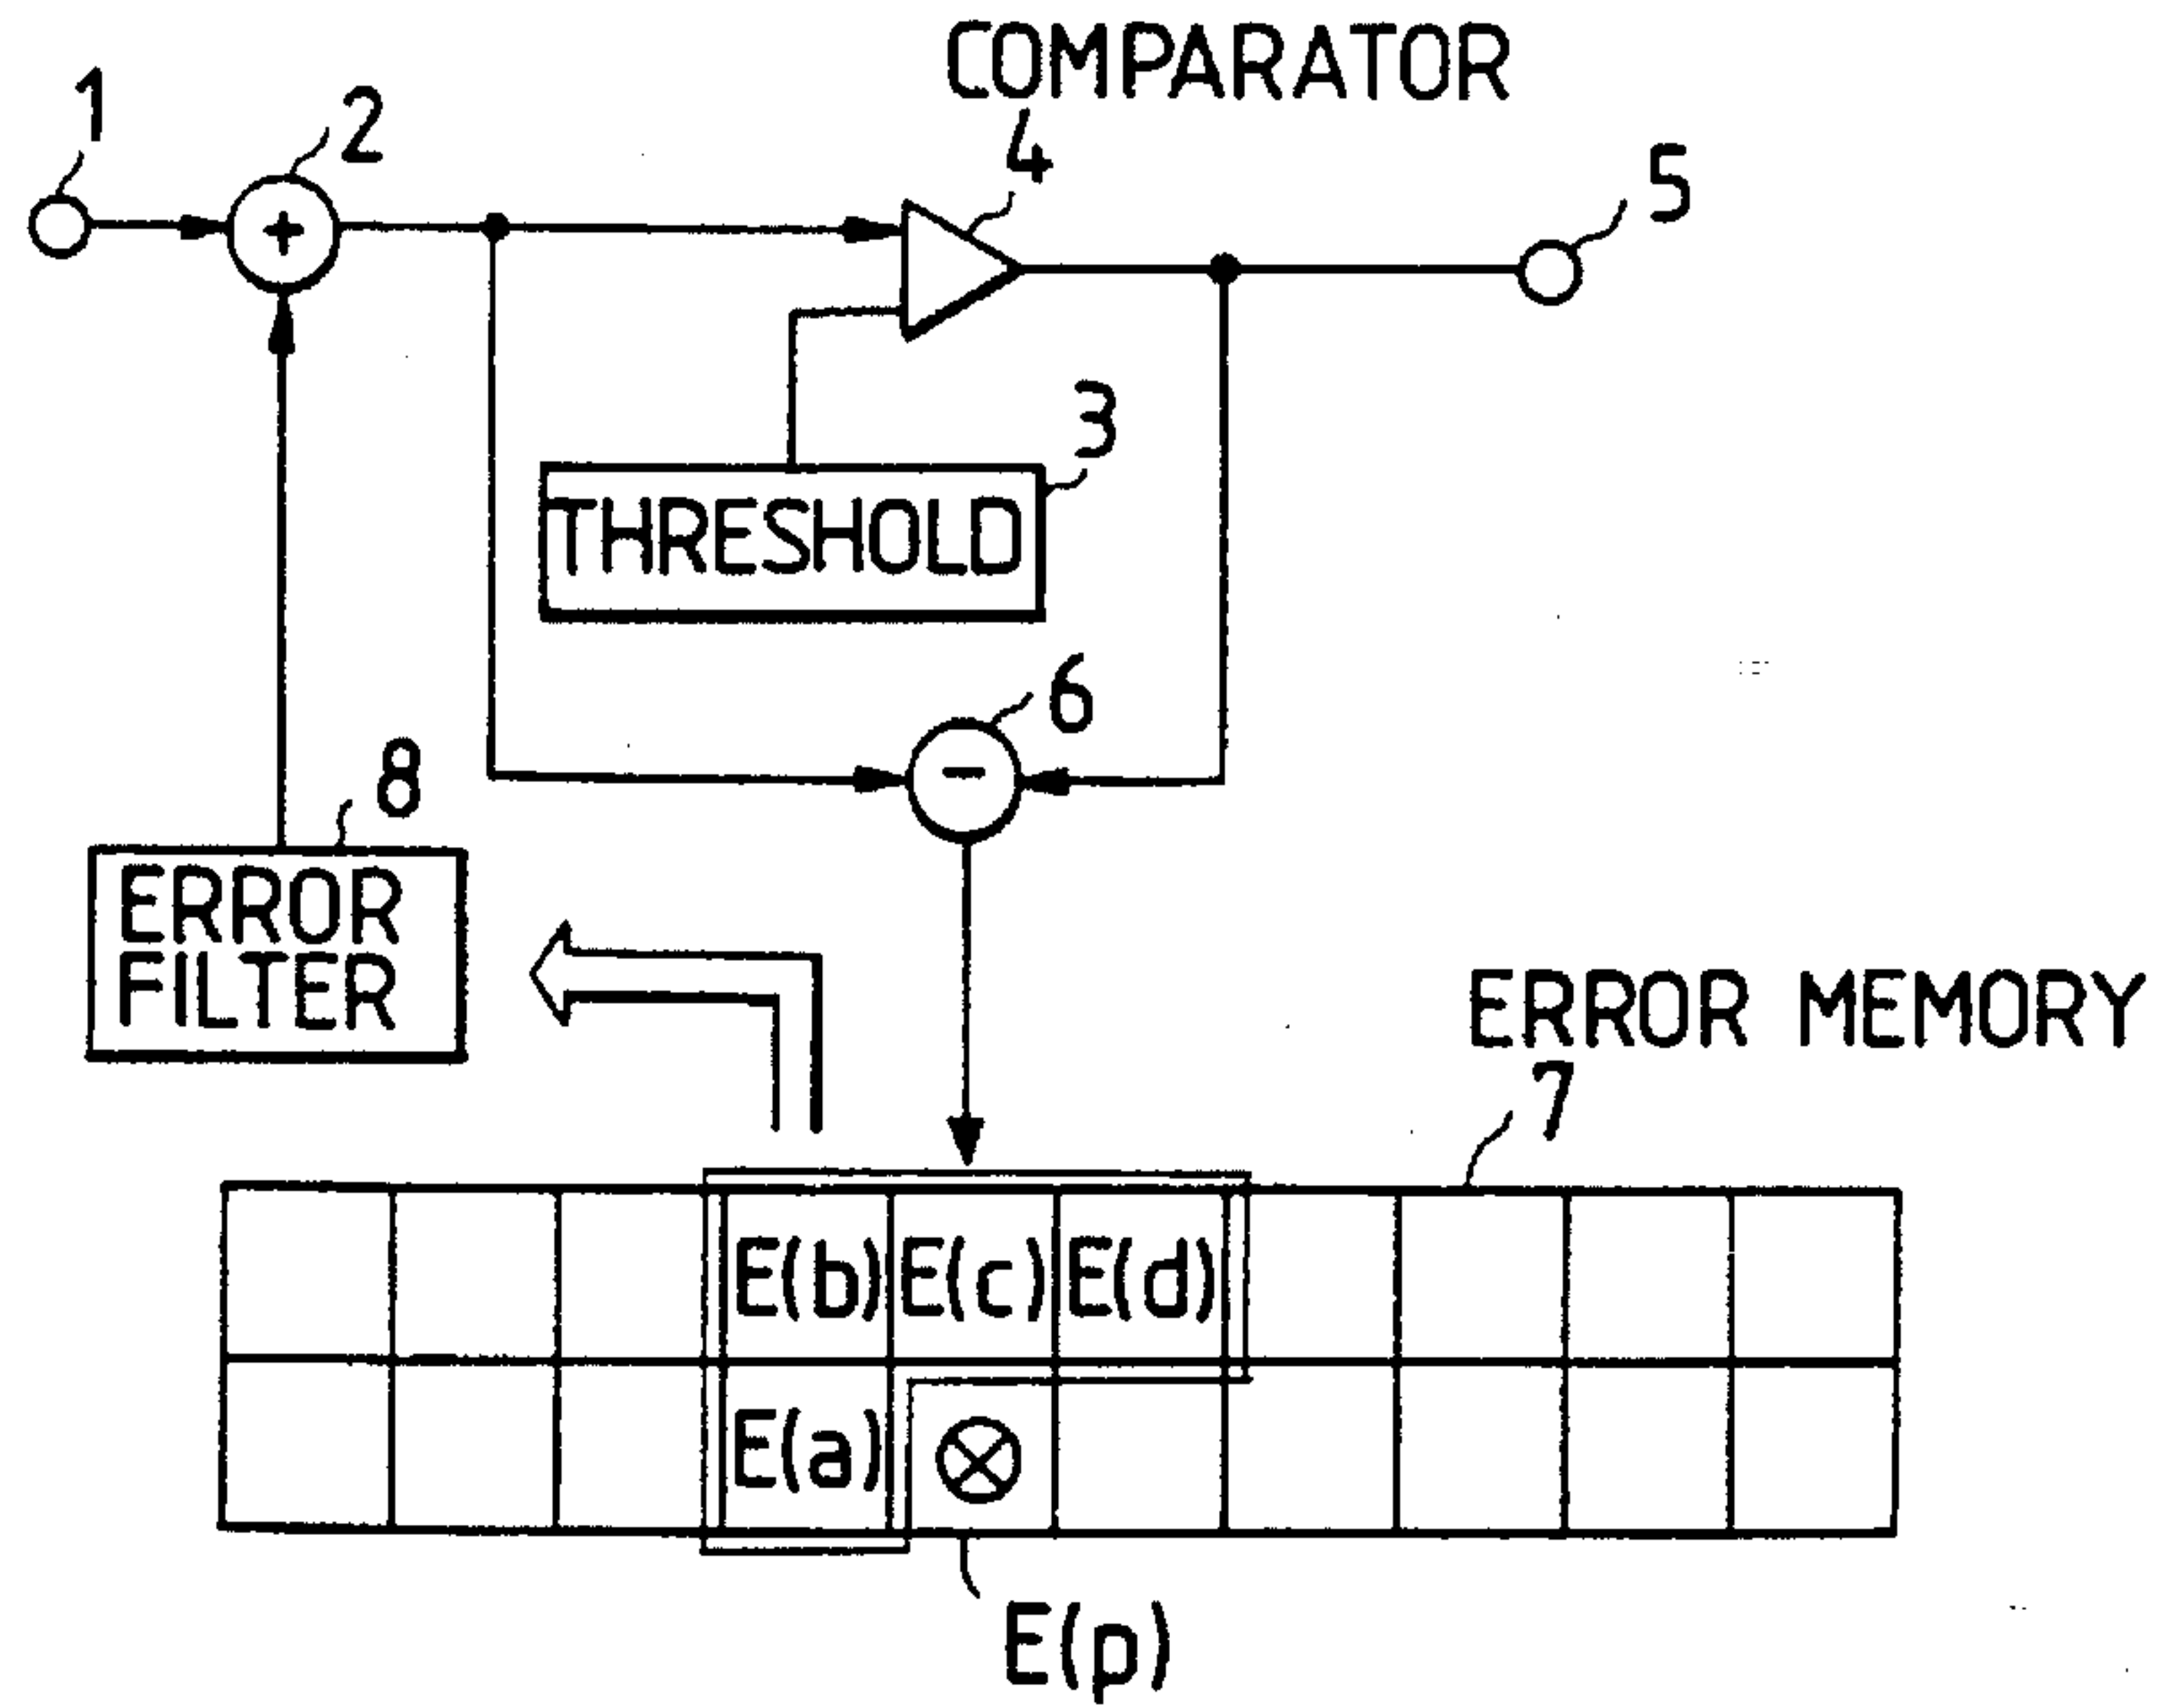 COMPARATOR
1
2
4
5
3
THRESHOLD
6
8
ERROR
FILTER
ERROR MEMORY
7
E(b) E(c) E(d)
E(a)
E(p)